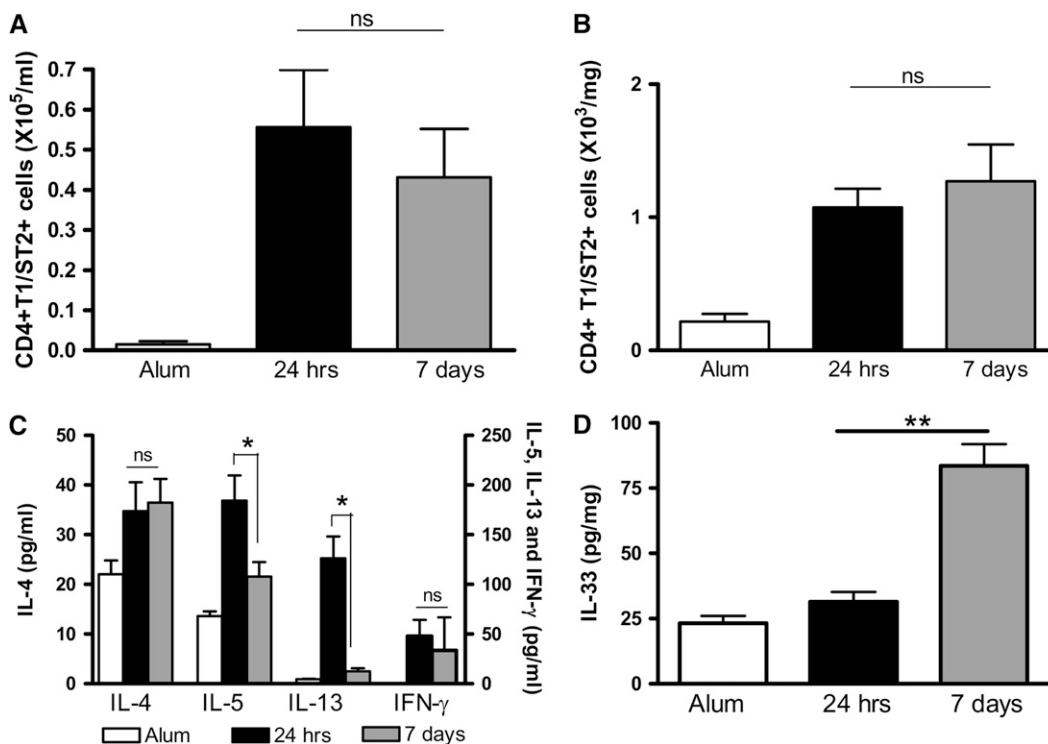 A
ns
CD4+T1/ST2+ cells (X10⁵/ml)
0.7
0.6
0.5
0.4
0.3
0.2
0.1
0.0
Alum 24 hrs 7 days
B
ns
CD4+ T1/ST2+ cells (X10³/mg)
2
1
0
Alum 24 hrs 7 days
C
IL-4 (pg/ml)
50
40
30
20
10
0
ns
*
*
ns
250
200
150
100
50
0
IL-5, IL-13 and IFN-γ
(pg/ml)
IL-4 IL-5 IL-13 IFN-γ
Alum 24 hrs 7 days
D
**
IL-33 (pg/mg)
100
75
50
25
0
Alum 24 hrs 7 days